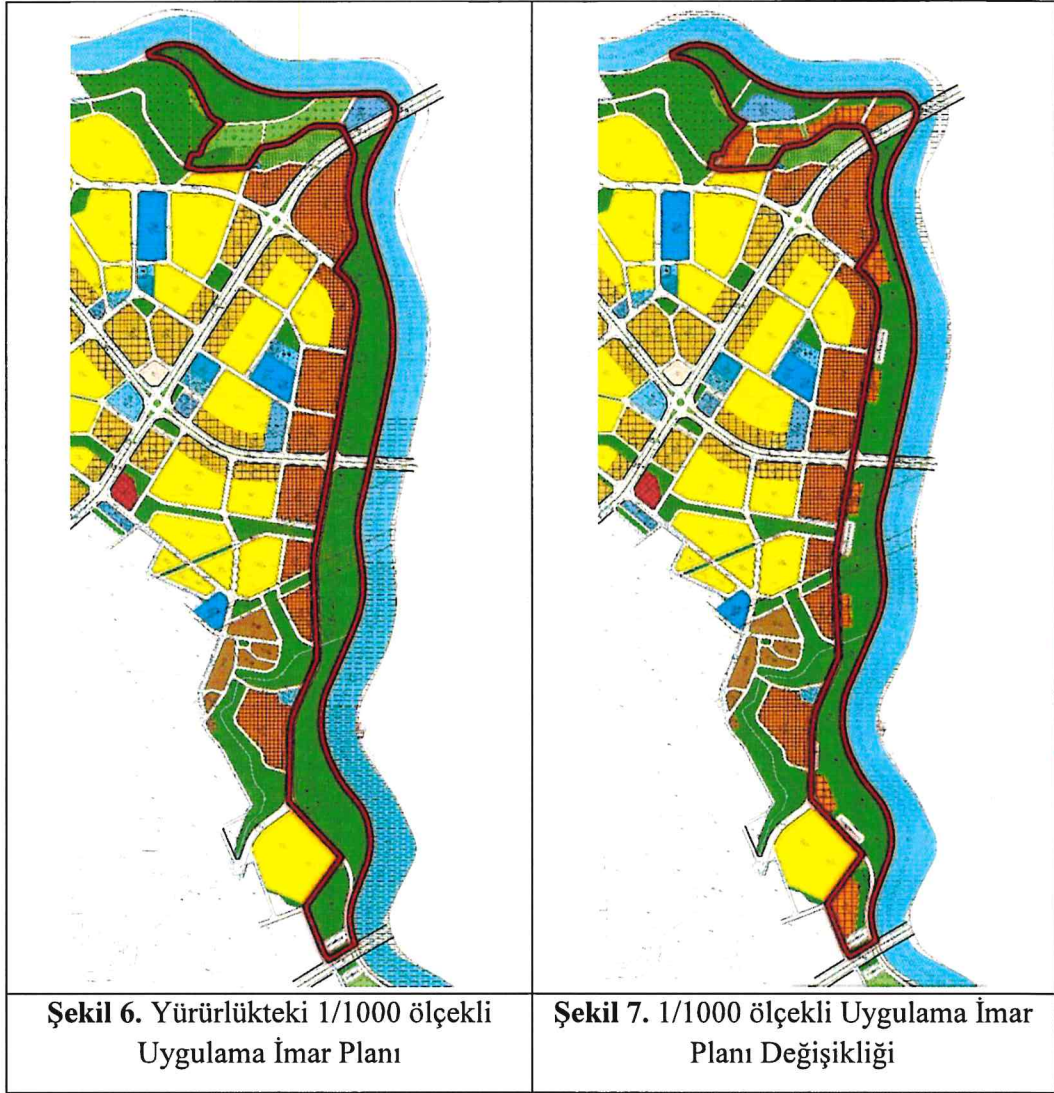 Şekil 6. Yürürlükteki 1/1000 ölçekli
Uygulama İmar Planı
Şekil 7. 1/1000 ölçekli Uygulama İmar
Planı Değişikliği